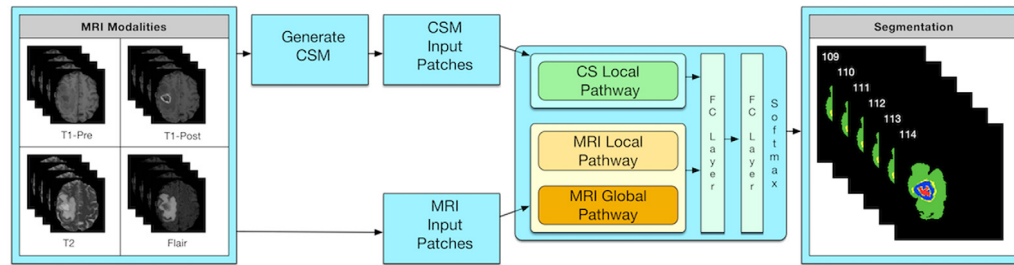 MRI Modalities
T1-Pre
T1-Post
T2
Flair
Generate
CSM
CSM
Input
Patches
MRI
Input
Patches
CS Local
Pathway
MRI Local
Pathway
MRI Global
Pathway
FC Layer
FC Layer
Softmax
Segmentation
109
110
111
112
113
114